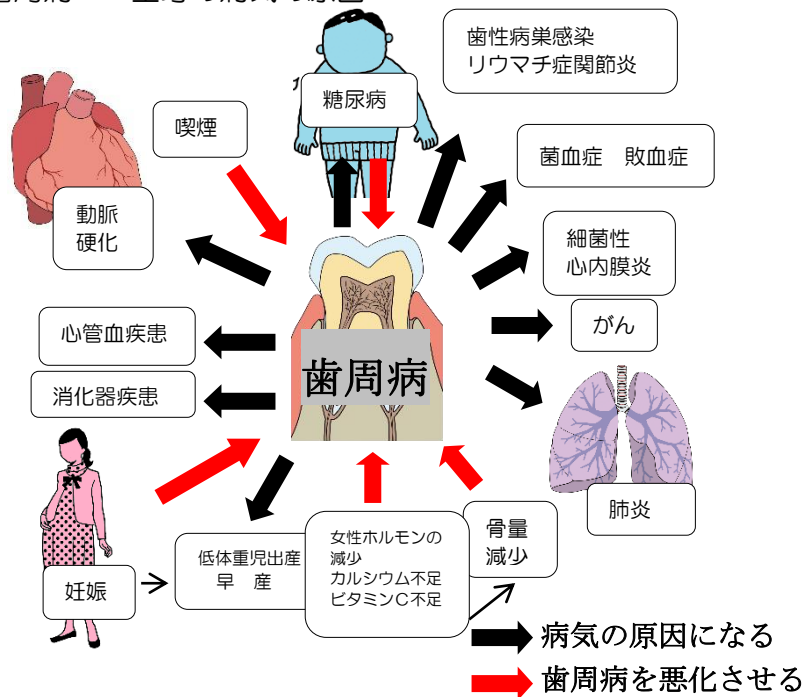 歯性病巣感染
リウマチ症関節炎
糖尿病
喫煙
菌血症 敗血症
動脈
硬化
細菌性
心内膜炎
がん
心管血疾患
歯周病
消化器疾患
肺炎
女性ホルモンの
減少
カルシウム不足
ビタミンC不足
骨量
減少
低体重児出産
早 産
妊娠
病気の原因になる
歯周病を悪化させる